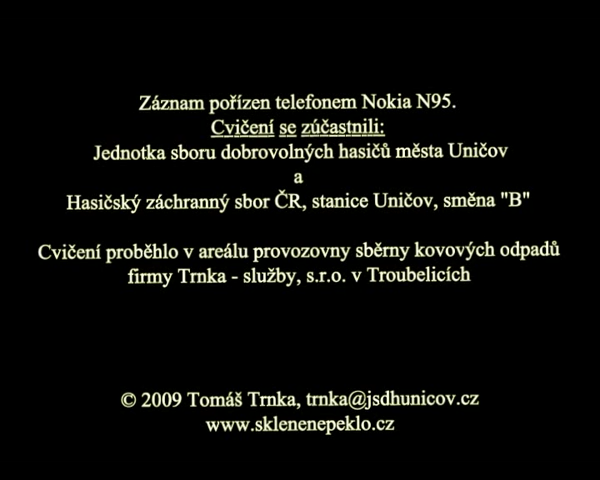 Záznam pořízen telefonem Nokia N95.
Cvičení se zúčastnili:
Jednotka sboru dobrovolných hasičů města Uničov
a
Hasičský záchranný sbor ČR, stanice Uničov, směna "B"
Cvičení proběhlo v areálu provozovny sběrny kovových odpadů
firmy Trnka - služby, s.r.o. v Troubelicích
© 2009 Tomáš Trnka, trnka@jsdhunicov.cz
www.sklenenepeklo.cz